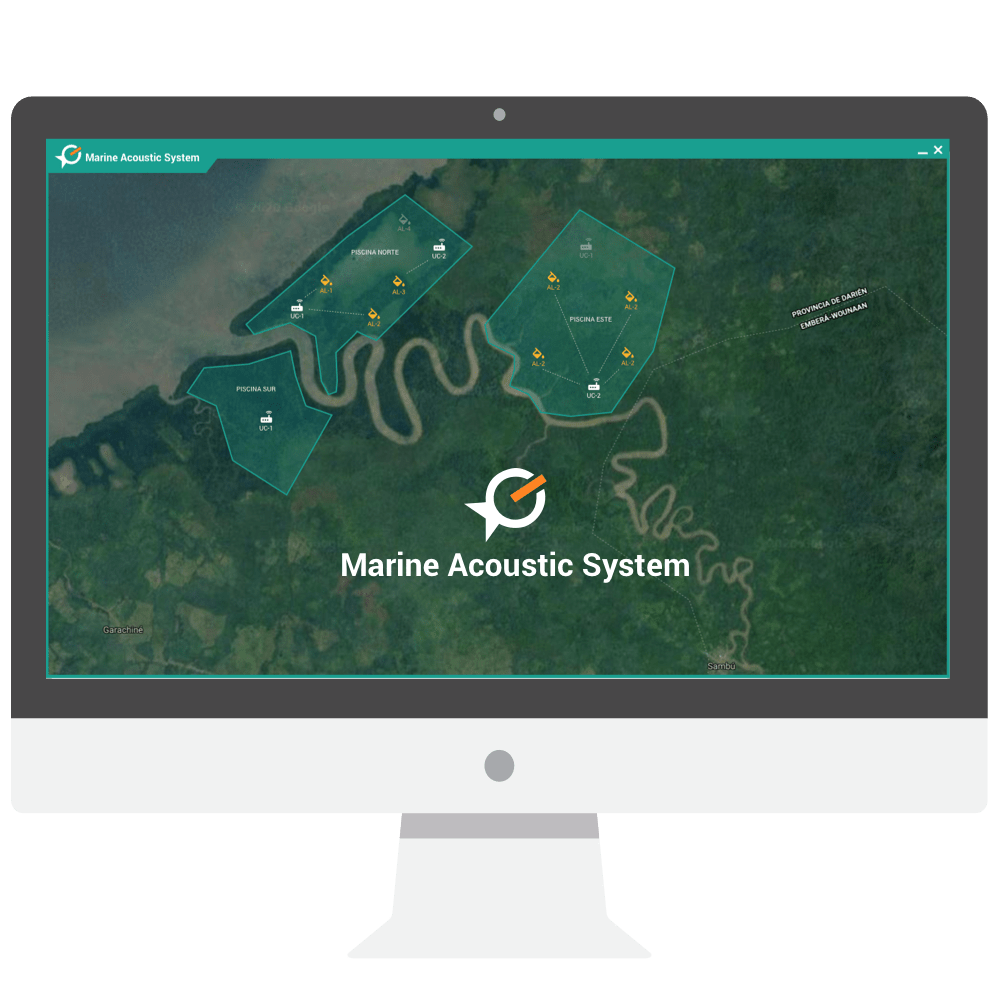 Marine Acoustic System
© 2020 Google
AL-4
PISCINA NORTE
UC-2
AL-1
AL-3
UC-1
AL-2
UC-1
AL-2
AL-2
PISCINA ESTE
AL-2
AL-2
UC-2
PROVINCIA DE DARIÉN
EMBERÁ-WOUNAAN
PISCINA SUR
UC-1
Marine Acoustic System
Garachiné
Sambú